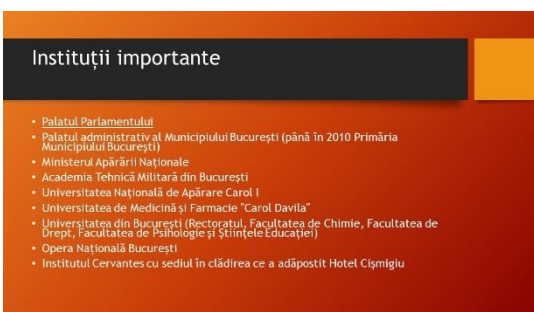 Instituții importante
• Palatul Parlamentului
• Palatul administrativ al Municipiului București (până în 2010 Primăria
Municipiului București)
• Ministerul Apărării Naționale
• Academia Tehnică Militară din București
• Universitatea Națională de Apărare Carol I
• Universitatea de Medicină și Farmacie "Carol Davila"
• Universitatea din București (Rectoratul, Facultatea de Chimie, Facultatea de
Drept, Facultatea de Psihologie și Științele Educației)
• Opera Națională București
• Institutul Cervantes cu sediul în clădirea ce a adăpostit Hotel Cișmigiu